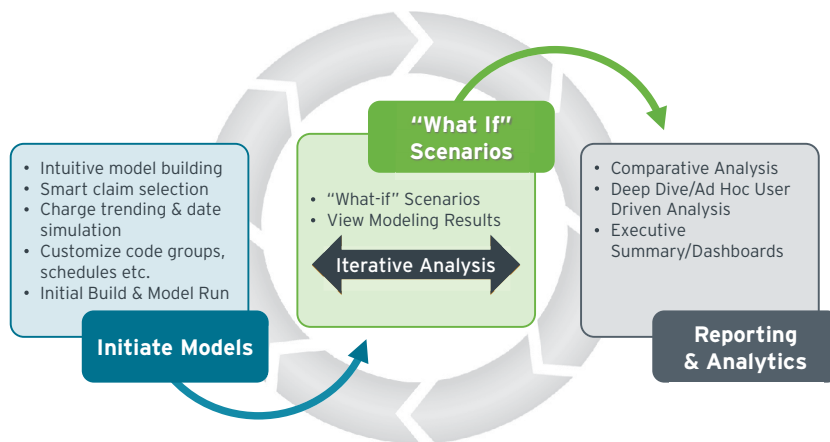 • Intuitive model building
• Smart claim selection
• Charge trending & date
simulation
• Customize code groups,
schedules etc.
• Initial Build & Model Run
Initiate Models
“What If”
Scenarios
• “What-if” Scenarios
• View Modeling Results
Iterative Analysis
• Comparative Analysis
• Deep Dive/Ad Hoc User
Driven Analysis
• Executive
Summary/Dashboards
Reporting
& Analytics